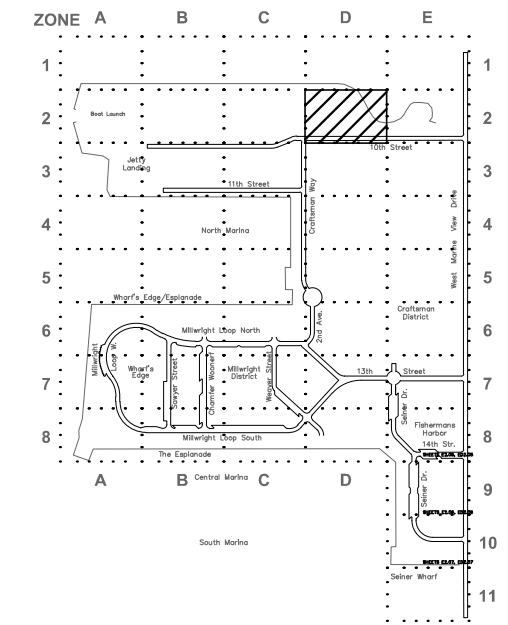 ZONE A B C D E
1 1
2 2
Boat Launch
10th Street
3 3
Jetty
Landing
11th Street
Craftsman Way
West Marine View Drive
4 4
North Marina
5 5
Wharf's Edge/Esplanade
Craftsman
District
6 6
Millwright Loop North
2nd Ave.
Millwright
Loop W.
7 7
Wharf's
Edge
Sawyer Street
Millwright
District
Weaver Street
13th Street
Seiner Dr.
8 8
Fishermans
Harbor
Millwright Loop South
14th Str.
The Esplanade
A B C D
Central Marina
Seiner Dr.
9
South Marina
10
Seiner Wharf
11